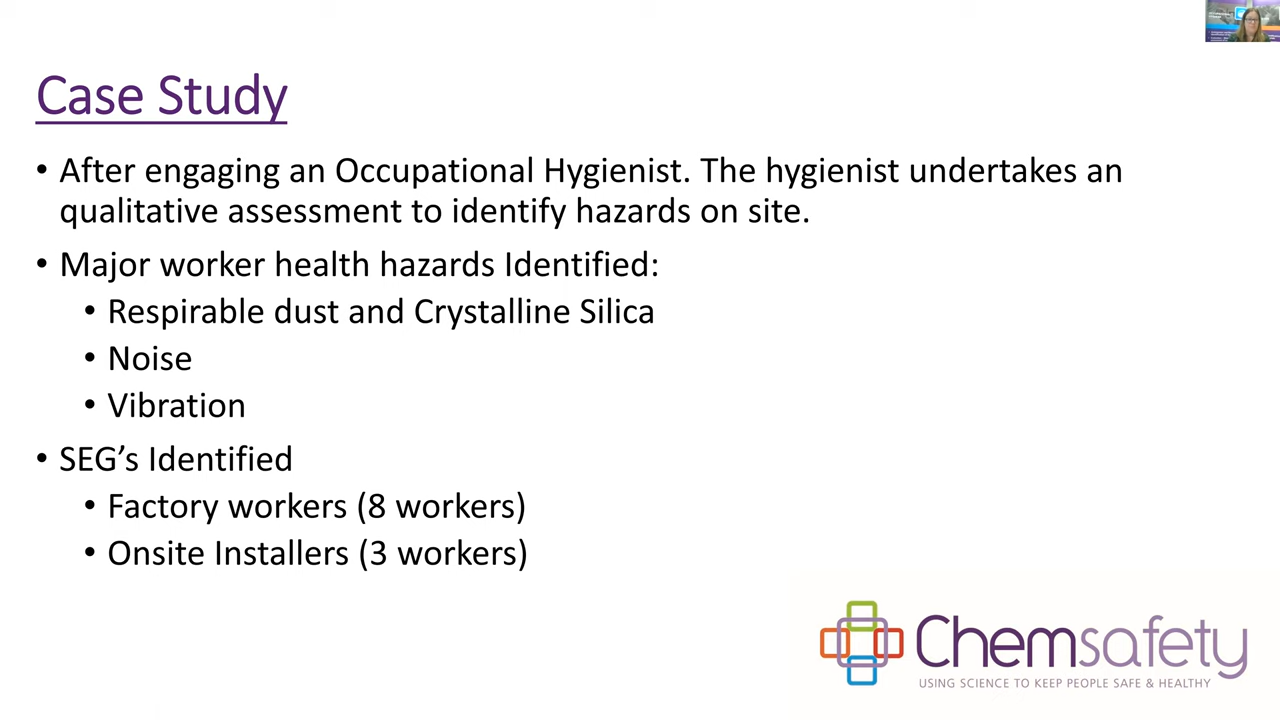 Case Study
• After engaging an Occupational Hygienist. The hygienist undertakes an
qualitative assessment to identify hazards on site.
• Major worker health hazards Identified:
• Respirable dust and Crystalline Silica
• Noise
• Vibration
• SEG’s Identified
• Factory workers (8 workers)
• Onsite Installers (3 workers)
Chemsafety
USING SCIENCE TO KEEP PEOPLE SAFE & HEALTHY